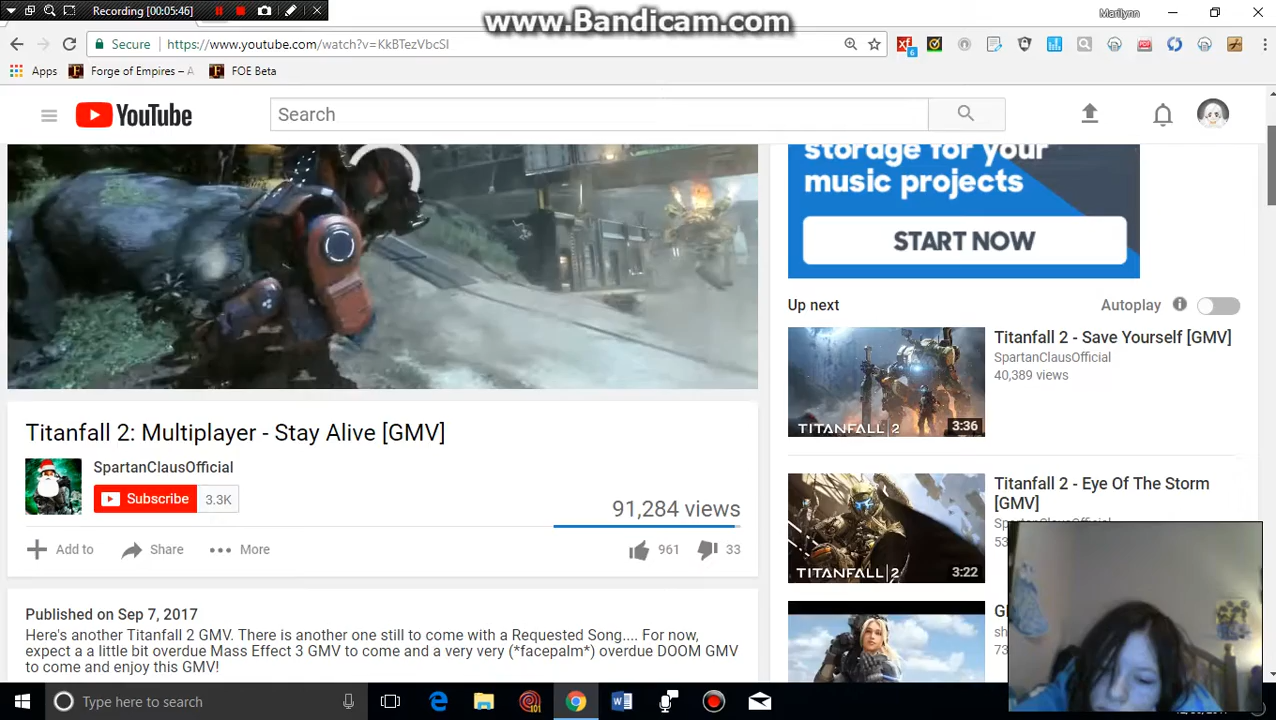 Recording [00:05:46]
www.Bandicam.com
Marilynn
Secure
https://www.youtube.com/watch?v=KkBTezVbcSI
6
Apps
Forge of Empires – A
FOE Beta
YouTube
Search
storage for your
music projects
START NOW
Up next
Autoplay
Titanfall 2 - Save Yourself [GMV]
SpartanClausOfficial
40,389 views
TITANFALL|2
3:36
Titanfall 2: Multiplayer - Stay Alive [GMV]
SpartanClausOfficial
Subscribe
3.3K
91,284 views
Add to
Share
More
961
33
Titanfall 2 - Eye Of The Storm
[GMV]
SpartanClausOfficial
TITANFALL|2
3:22
Published on Sep 7, 2017
Here's another Titanfall 2 GMV. There is another one still to come with a Requested Song.... For now,
expect a a little bit overdue Mass Effect 3 GMV to come and a very very (*facepalm*) overdue DOOM GMV
to come and enjoy this GMV!
Type here to search